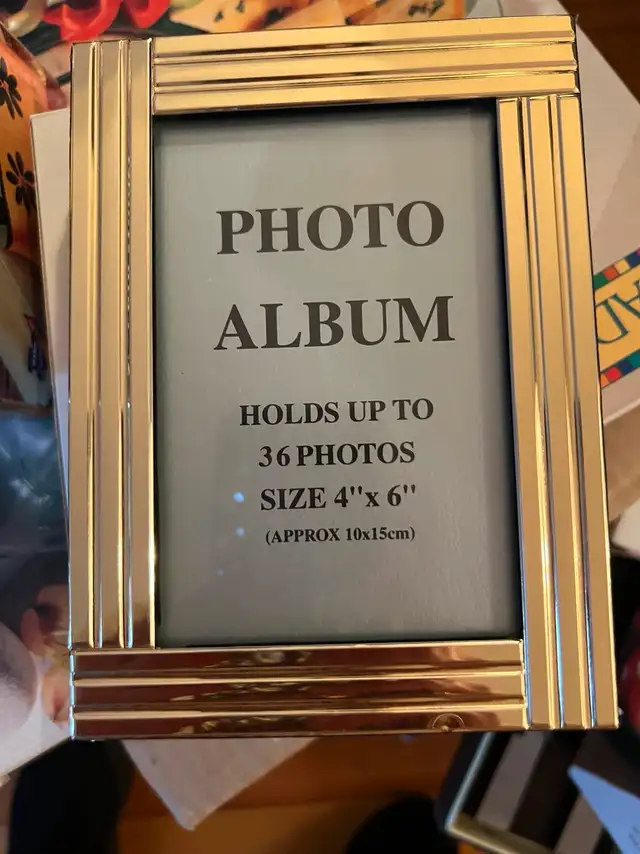 PHOTO
ALBUM
HOLDS UP TO
36 PHOTOS
SIZE 4"x 6"
(APPROX 10x15cm)